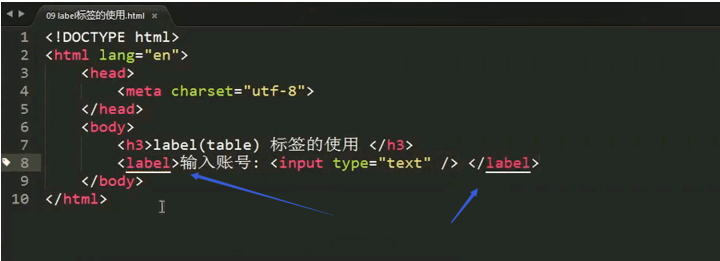 09 label标签的使用.html ×
1 <!DOCTYPE html>
2 <html lang="en">
3 <head>
4 <meta charset="utf-8">
5 </head>
6 <body>
7 <h3>label(table) 标签的使用 </h3>
8 <label>输入账号: <input type="text" /> </label>
9 </body>
10 </html>